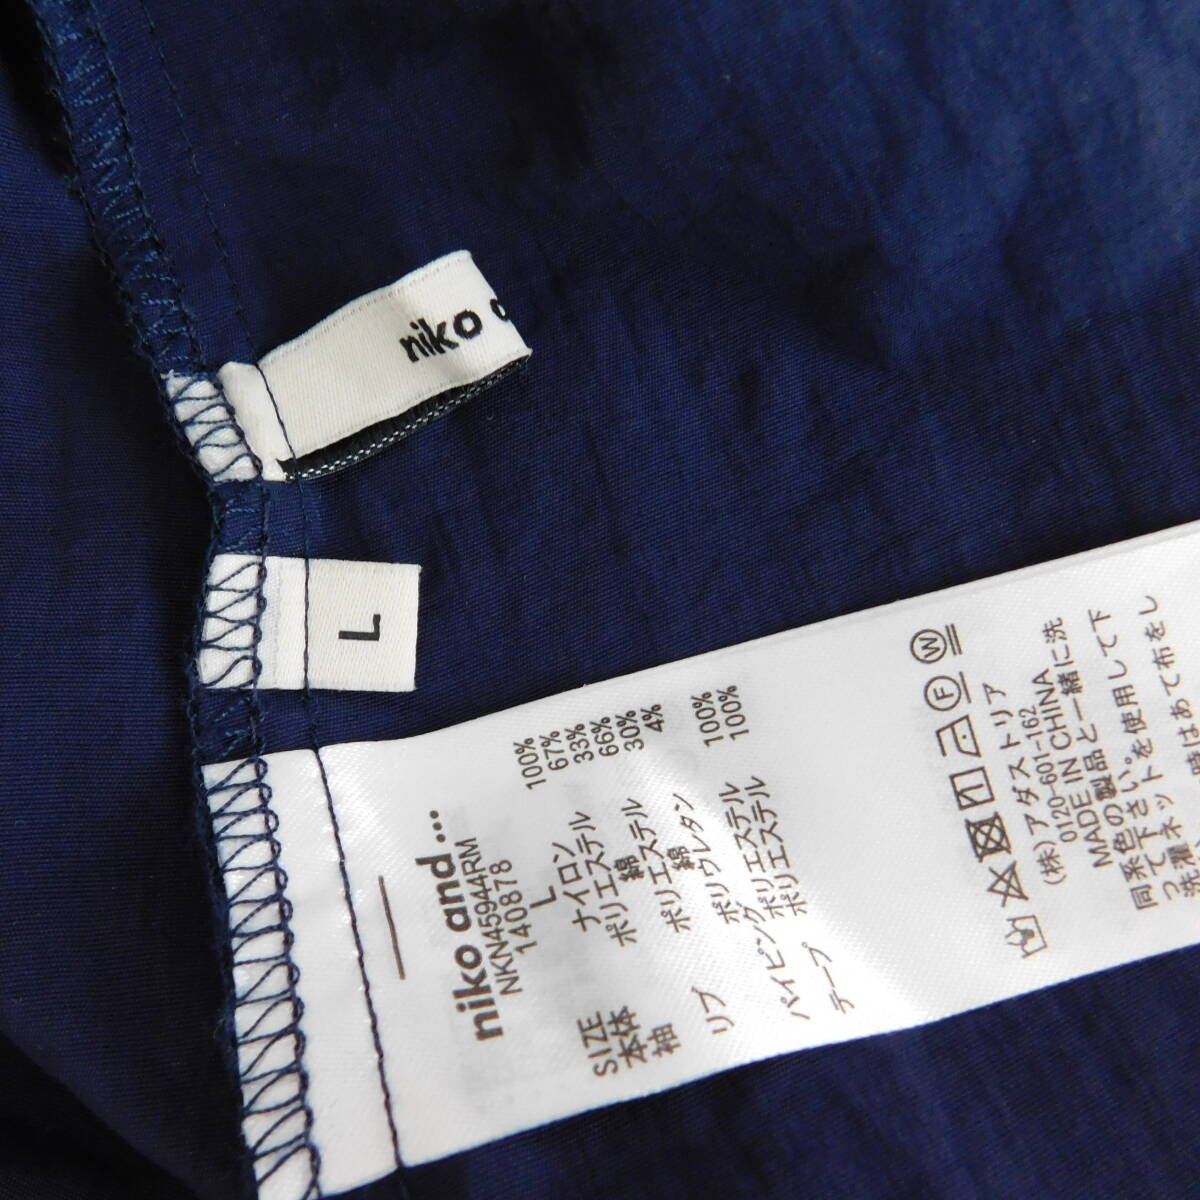 niko
L
niko and ...
NKN45944RM
140878
SIZE L
本体 ナイロン 100%
袖 ポリエステル 67%
綿 33%
リブ ポリエステル 66%
綿 30%
ポリウレタン 4%
パイピング ポリエステル 100%
テープ ポリエステル 100%
F W
(株)アダストリア
0120-601-162
MADE IN CHINA
同系色の製品と一緒に洗
って下さい。
洗濯ネットを使用して下
時はあて布をし